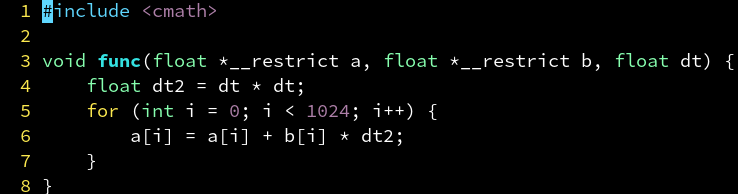 1 #include <cmath>
2
3 void func(float *__restrict a, float *__restrict b, float dt) {
4     float dt2 = dt * dt;
5     for (int i = 0; i < 1024; i++) {
6         a[i] = a[i] + b[i] * dt2;
7     }
8 }